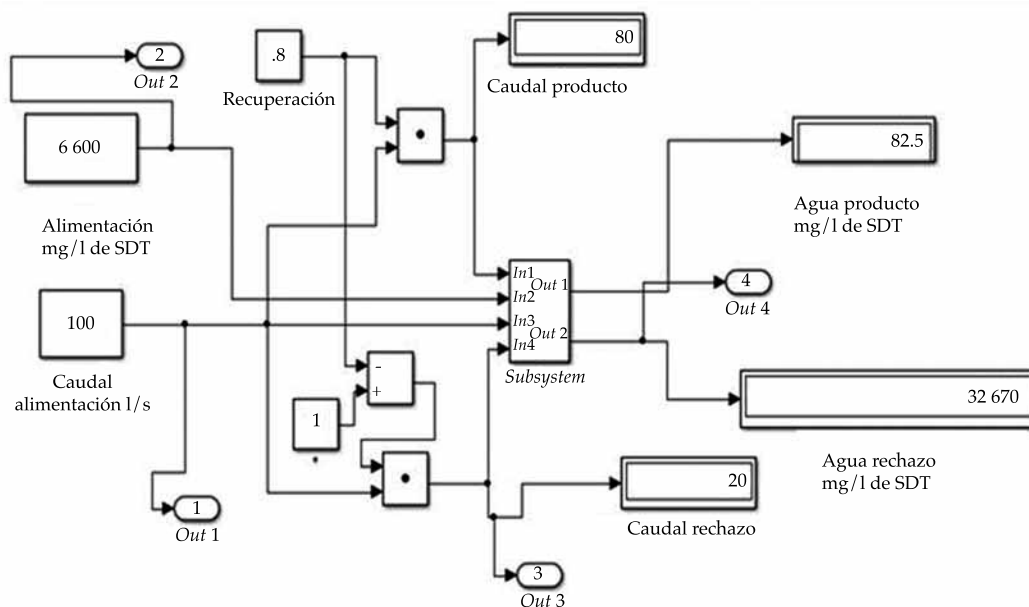 2
Out 2
.8
Recuperación
80
Caudal producto
6 600
Alimentación
mg/l de SDT
82.5
Agua producto
mg/l de SDT
In1
In2
In3
In4
Out 1
Out 2
Subsystem
4
Out 4
100
Caudal
alimentación l/s
-
+
1
32 670
Agua rechazo
mg/l de SDT
20
Caudal rechazo
1
Out 1
3
Out 3